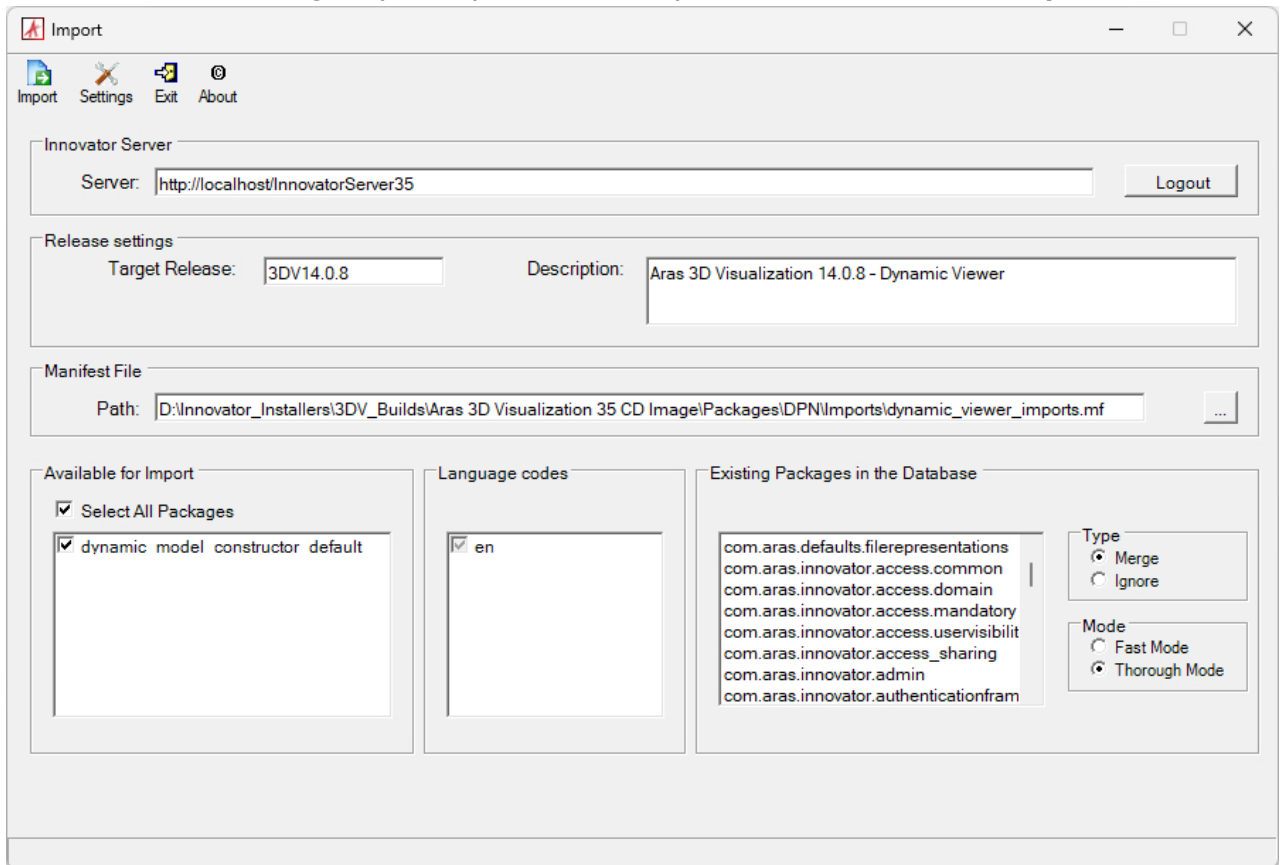 Import
Import Settings Exit About
Innovator Server
Server: http://localhost/InnovatorServer35 Logout
Release settings
Target Release: 3DV14.0.8 Description: Aras 3D Visualization 14.0.8 - Dynamic Viewer
Manifest File
Path: D:\Innovator_Installers\3DV_Builds\Aras 3D Visualization 35 CD Image\Packages\DPN\Imports\dynamic_viewer_imports.mf ...
Available for Import Language codes Existing Packages in the Database
Select All Packages
dynamic_model_constructor_default en com.aras.defaults.filerepresentations Type
com.aras.innovator.access.common Merge
com.aras.innovator.access.domain Ignore
com.aras.innovator.access.mandatory
com.aras.innovator.access.uservisibilit Mode
com.aras.innovator.access_sharing Fast Mode
com.aras.innovator.admin Thorough Mode
com.aras.innovator.authenticationfram